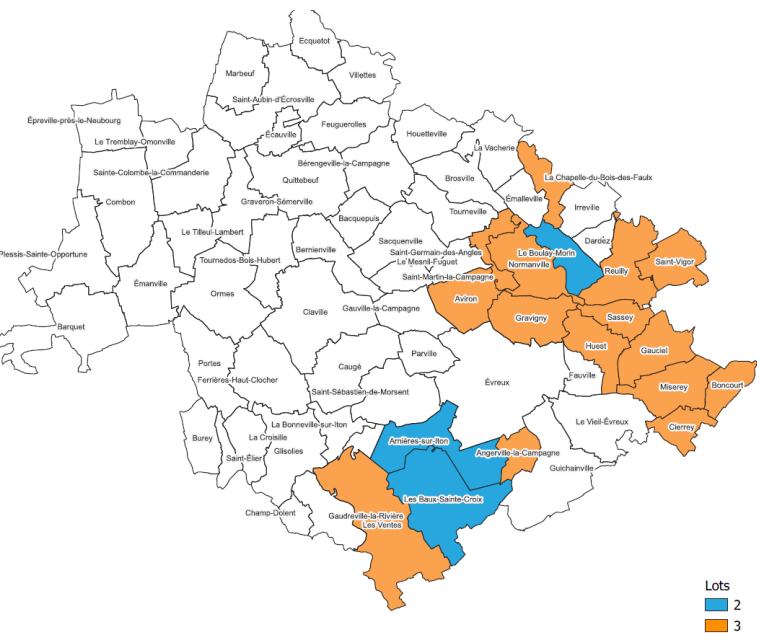 Ecquetot
Marbeuf
Villettes
Saint-Aubin-d'Écrosville
Épreville-près-le-Neubourg
Feuguerolles
Écauville
Houetteville
Le Tremblay-Omonville
La Vacherie
Bérengeville-la-Campagne
Sainte-Colombe-la-Commanderie
Quittebeuf
Brosville
La Chapelle-du-Bois-des-Faulx
Émalleville
Combon
Graveron-Sémerville
Irreville
Tourneville
Bacquepuis
Le Tilleul-Lambert
Sacquenville
Dardez
Bernienville
Saint-Germain-des-Angles
Le Boulay-Morin
Plessis-Sainte-Opportune
Tournedos-Bois-Hubert
Le Mesnil-Fuguet
Normanville
Saint-Vigor
Reuilly
Saint-Martin-la-Campagne
Émanville
Ormes
Aviron
Claville
Gauville-la-Campagne
Gravigny
Sassey
Barquet
Huest
Gauciel
Parville
Portes
Caugé
Fauville
Ferrières-Haut-Clocher
Évreux
Miserey
Boncourt
Saint-Sébastien-de-Morsent
Le Vieil-Évreux
La Bonneville-sur-Iton
Cierrey
Burey
La Croisille
Arnières-sur-Iton
Glisolles
Angerville-la-Campagne
Saint-Élier
Guichainville
Les Baux-Sainte-Croix
Champ-Dolent
Gaudreville-la-Rivière
Les Ventes
Lots
2
3